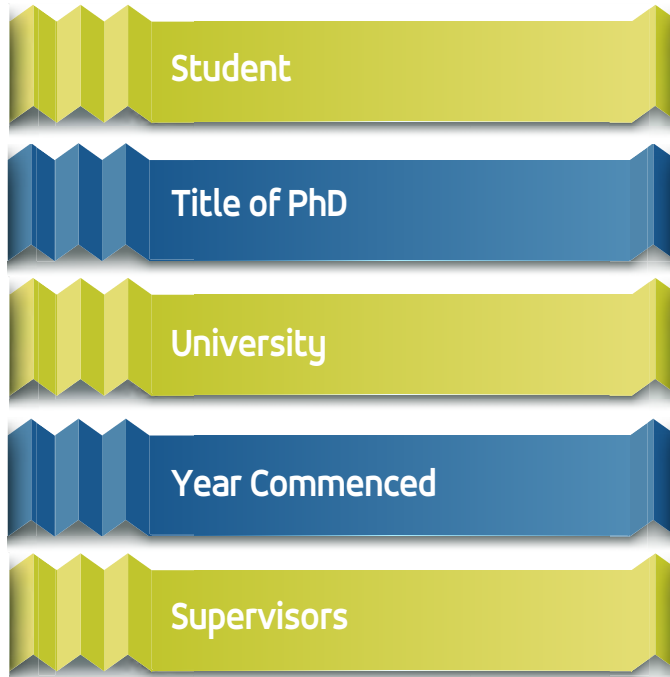 Student
Title of PhD
University
Year Commenced
Supervisors